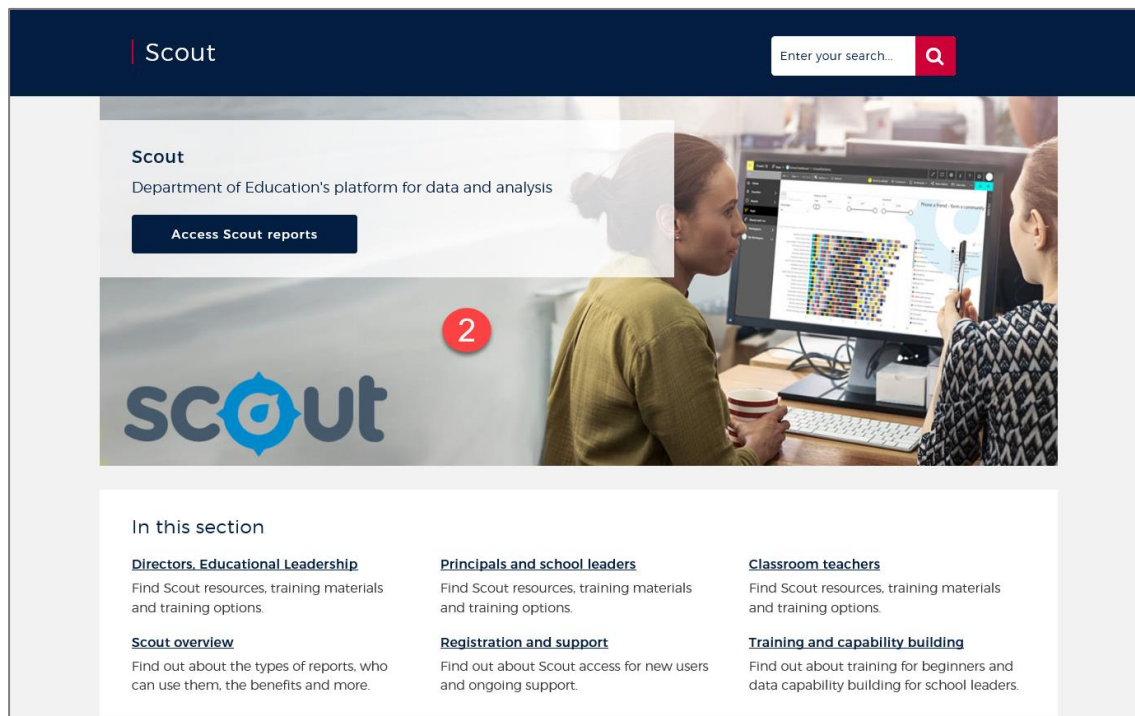 Scout
Enter your search...
Scout
Department of Education's platform for data and analysis
Access Scout reports
2
scout
In this section
Directors, Educational Leadership
Find Scout resources, training materials
and training options.
Principals and school leaders
Find Scout resources, training materials
and training options.
Classroom teachers
Find Scout resources, training materials
and training options.
Scout overview
Find out about the types of reports, who
can use them, the benefits and more.
Registration and support
Find out about Scout access for new users
and ongoing support.
Training and capability building
Find out about training for beginners and
data capability building for school leaders.